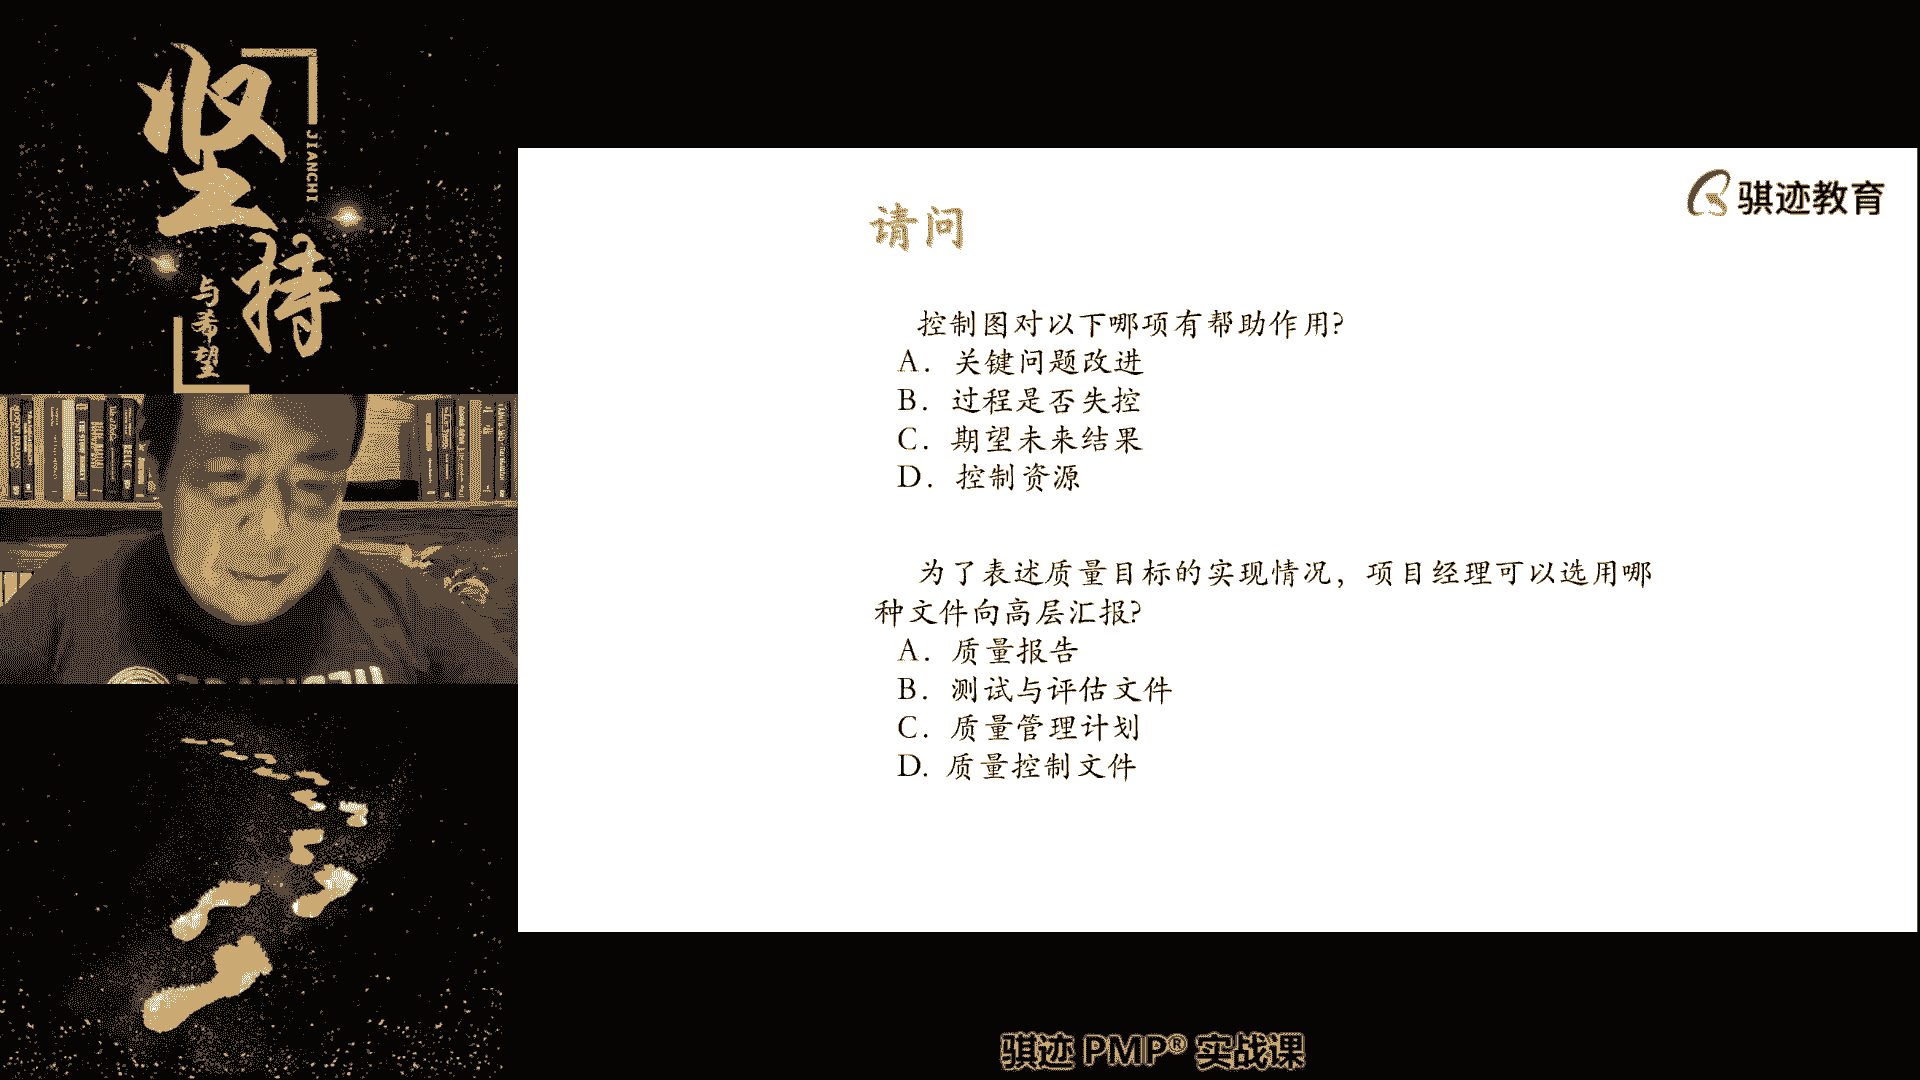 坚持
JIANCHI
与希望
骐迹教育
请问
控制图对以下哪项有帮助作用?
A. 关键问题改进
B. 过程是否失控
C. 期望未来结果
D. 控制资源
为了表述质量目标的实现情况，项目经理可以选用哪
种文件向高层汇报?
A. 质量报告
B. 测试与评估文件
C. 质量管理计划
D. 质量控制文件
骐迹 PMP® 实战课